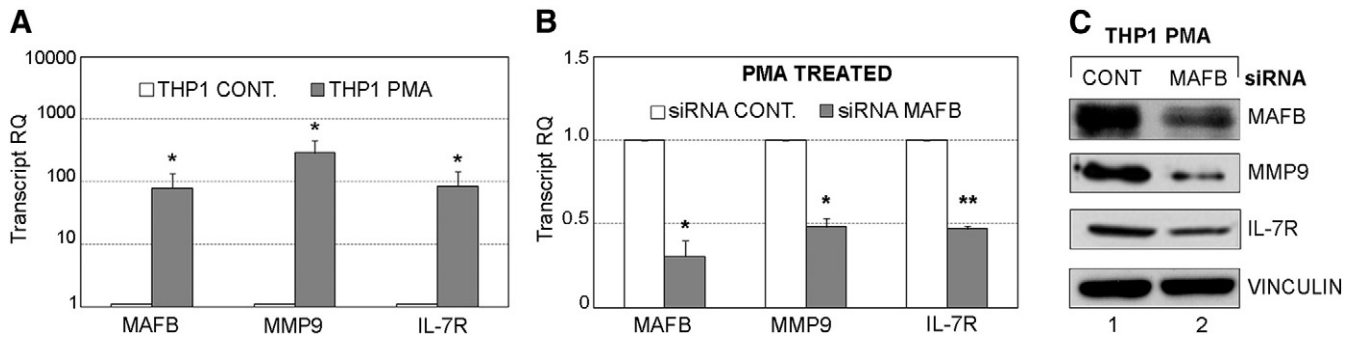 A
10000
1000
100
10
1
Transcript RQ
THP1 CONT. THP1 PMA
*
*
*
MAFB MMP9 IL-7R
B
1.5
1.0
0.5
0
Transcript RQ
PMA TREATED
siRNA CONT. siRNA MAFB
*
*
**
MAFB MMP9 IL-7R
C
THP1 PMA
CONT MAFB siRNA
MAFB
MMP9
IL-7R
VINCULIN
1 2